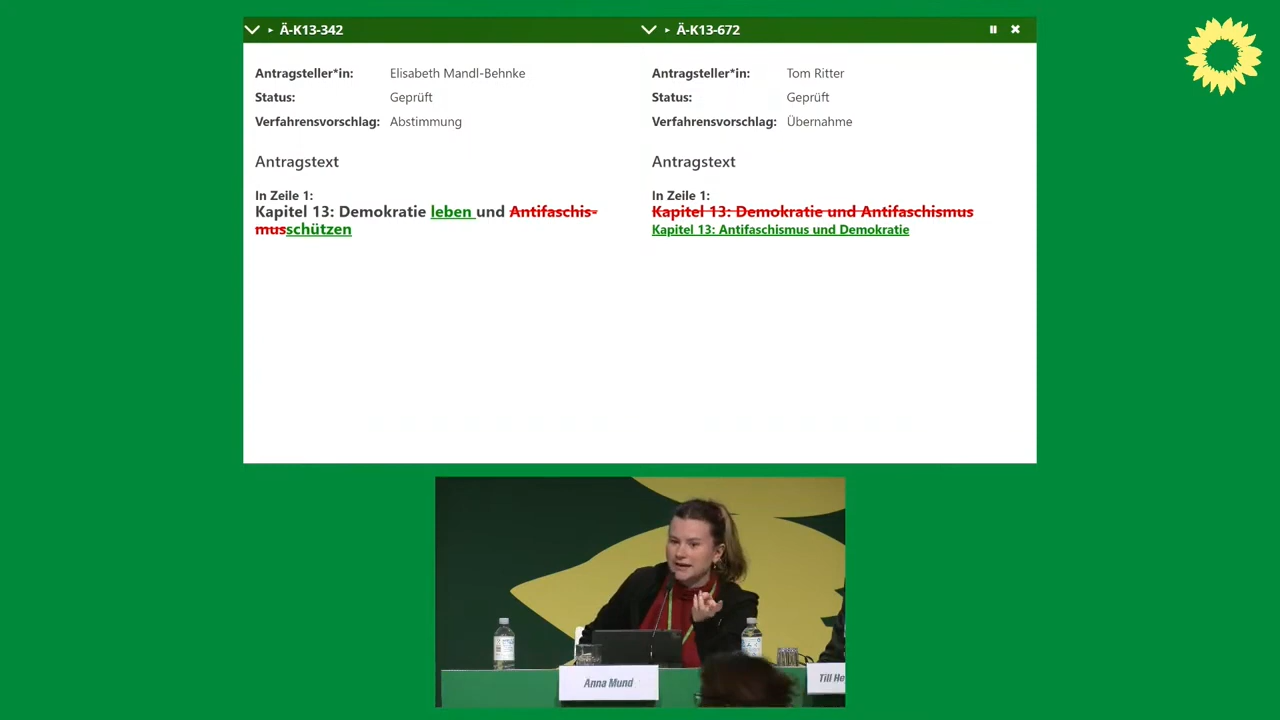 Ä-K13-342
Antragsteller*in: Elisabeth Mandl-Behnke
Status: Geprüft
Verfahrensvorschlag: Abstimmung
Antragstext
In Zeile 1:
Kapitel 13: Demokratie leben und Antifaschis-
musschützen
Ä-K13-672
Antragsteller*in: Tom Ritter
Status: Geprüft
Verfahrensvorschlag: Übernahme
Antragstext
In Zeile 1:
Kapitel 13: Demokratie und Antifaschismus
Kapitel 13: Antifaschismus und Demokratie
Anna Mund
Till He